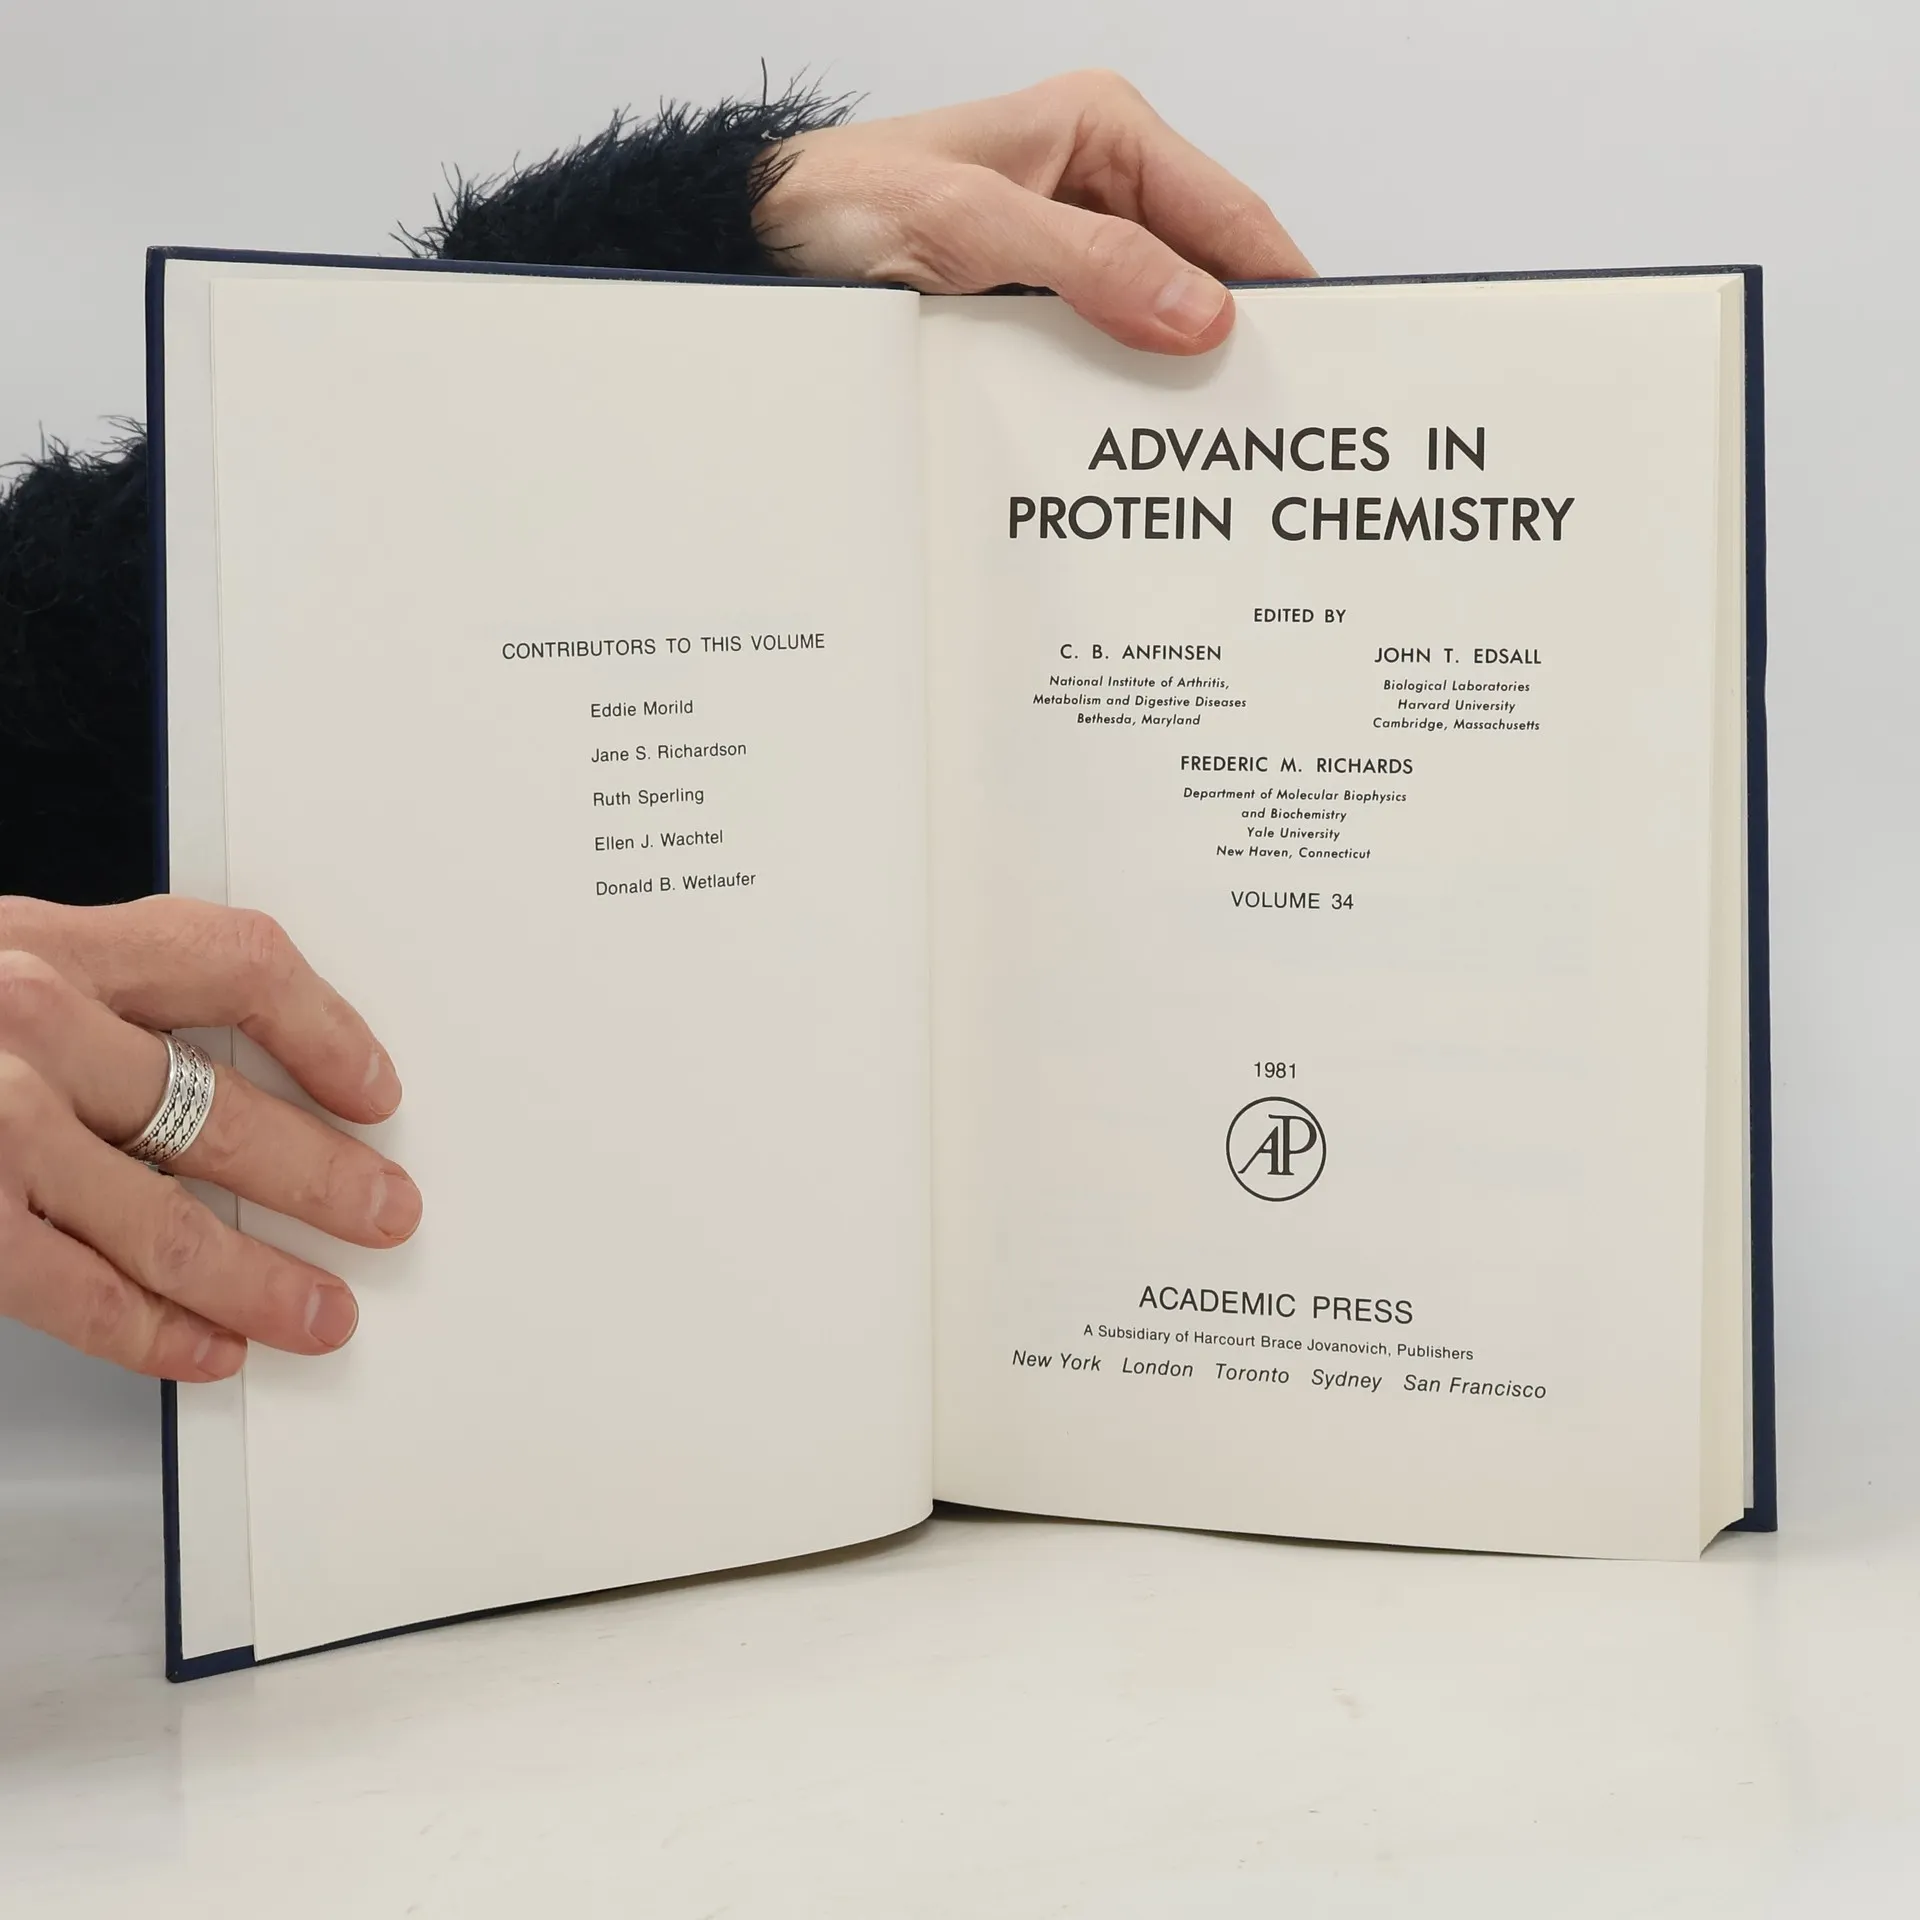 CONTRIBUTORS TO THIS VOLUME
Eddie Morild
Jane S. Richardson
Ruth Sperling
Ellen J. Wachtel
Donald B. Wetlaufer
ADVANCES IN
PROTEIN CHEMISTRY
EDITED BY
C. B. ANFINSEN
National Institute of Arthritis,
Metabolism and Digestive Diseases
Bethesda, Maryland
JOHN T. EDSALL
Biological Laboratories
Harvard University
Cambridge, Massachusetts
FREDERIC M. RICHARDS
Department of Molecular Biophysics
and Biochemistry
Yale University
New Haven, Connecticut
VOLUME 34
1981
AP
ACADEMIC PRESS
A Subsidiary of Harcourt Brace Jovanovich, Publishers
New York London Toronto Sydney San Francisco